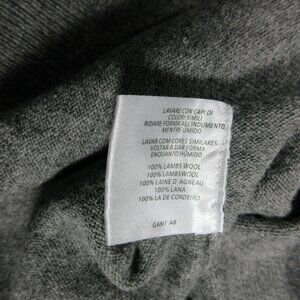 LAVARE CON CAPI DI
COLORI SIMILI
RIDARE FORMA ALL'INDUMENTO
MENTRE UMIDO
LAVAR COM CORES SIMILARES
VOLTAR A DAR FORMA
ENQUANTO HÚMIDO
100% LAMBSWOOL
100% LAMBSWOOL
100% LAINE D'AGNEAU
100% LANA
100% LA DE CORDEIRO
GANT AB